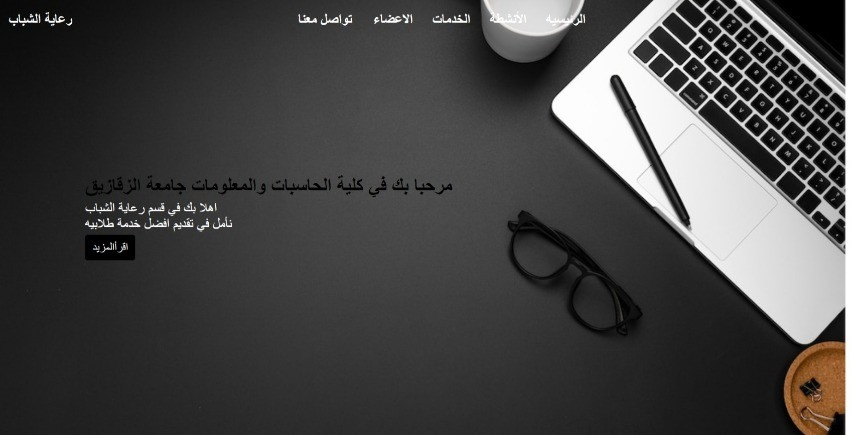 الرئيسيه الأنشطة الخدمات الاعضاء تواصل معنا رعاية الشباب
مرحبا بك في كلية الحاسبات والمعلومات جامعة الزقازيق
اهلا بك في قسم رعاية الشباب
نأمل في تقديم افضل خدمة طلابيه
اقرأالمزيد